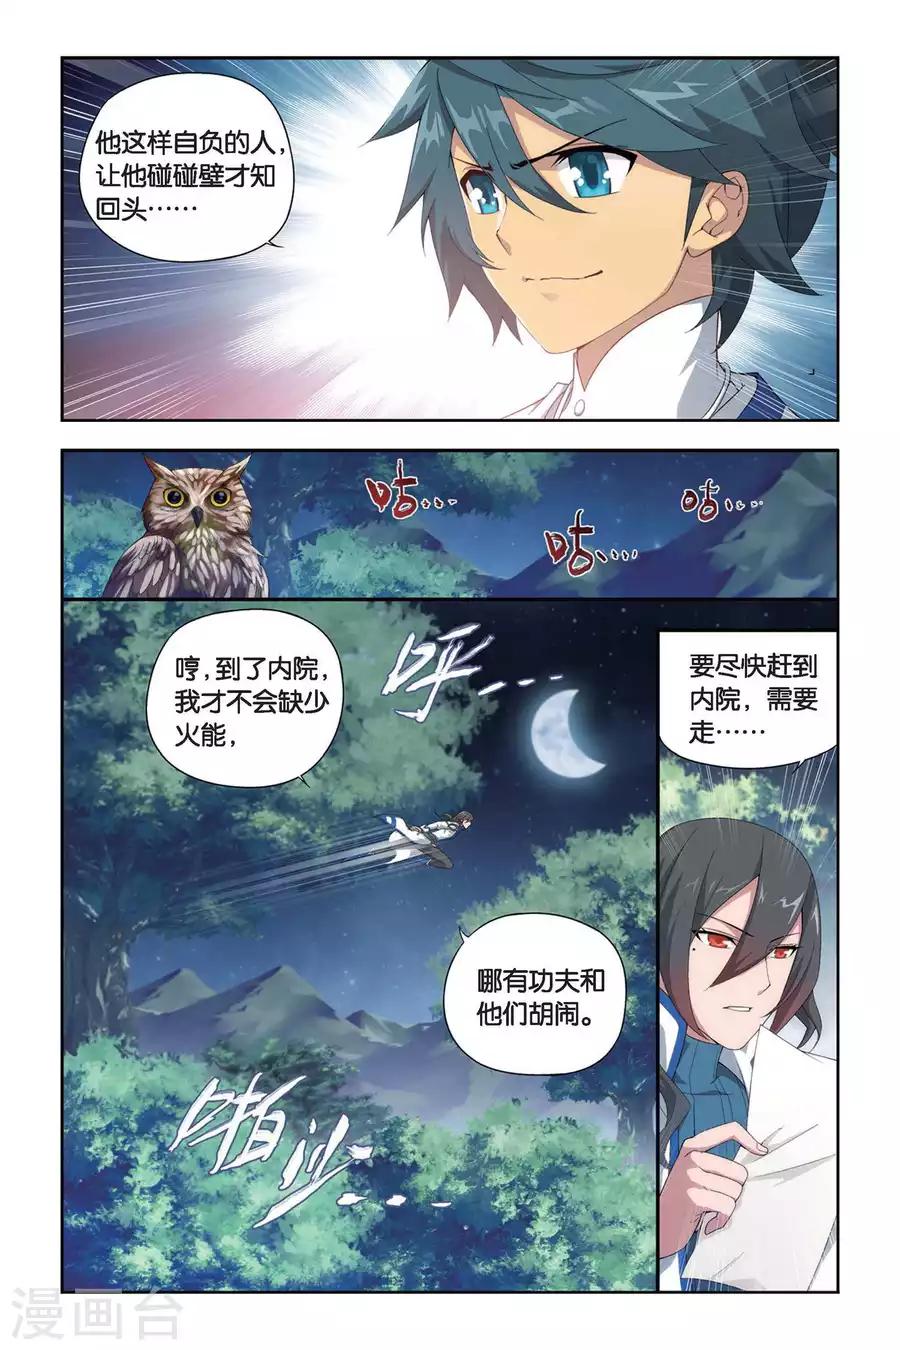 他这样自负的人，
让他碰碰壁才知
回头……
咕…
咕……
咕…
哼，到了内院，
我才不会缺少
火能，
呼…
要尽快赶到
内院，需要
走……
哪有功夫和
他们胡闹。
啪
漫画台